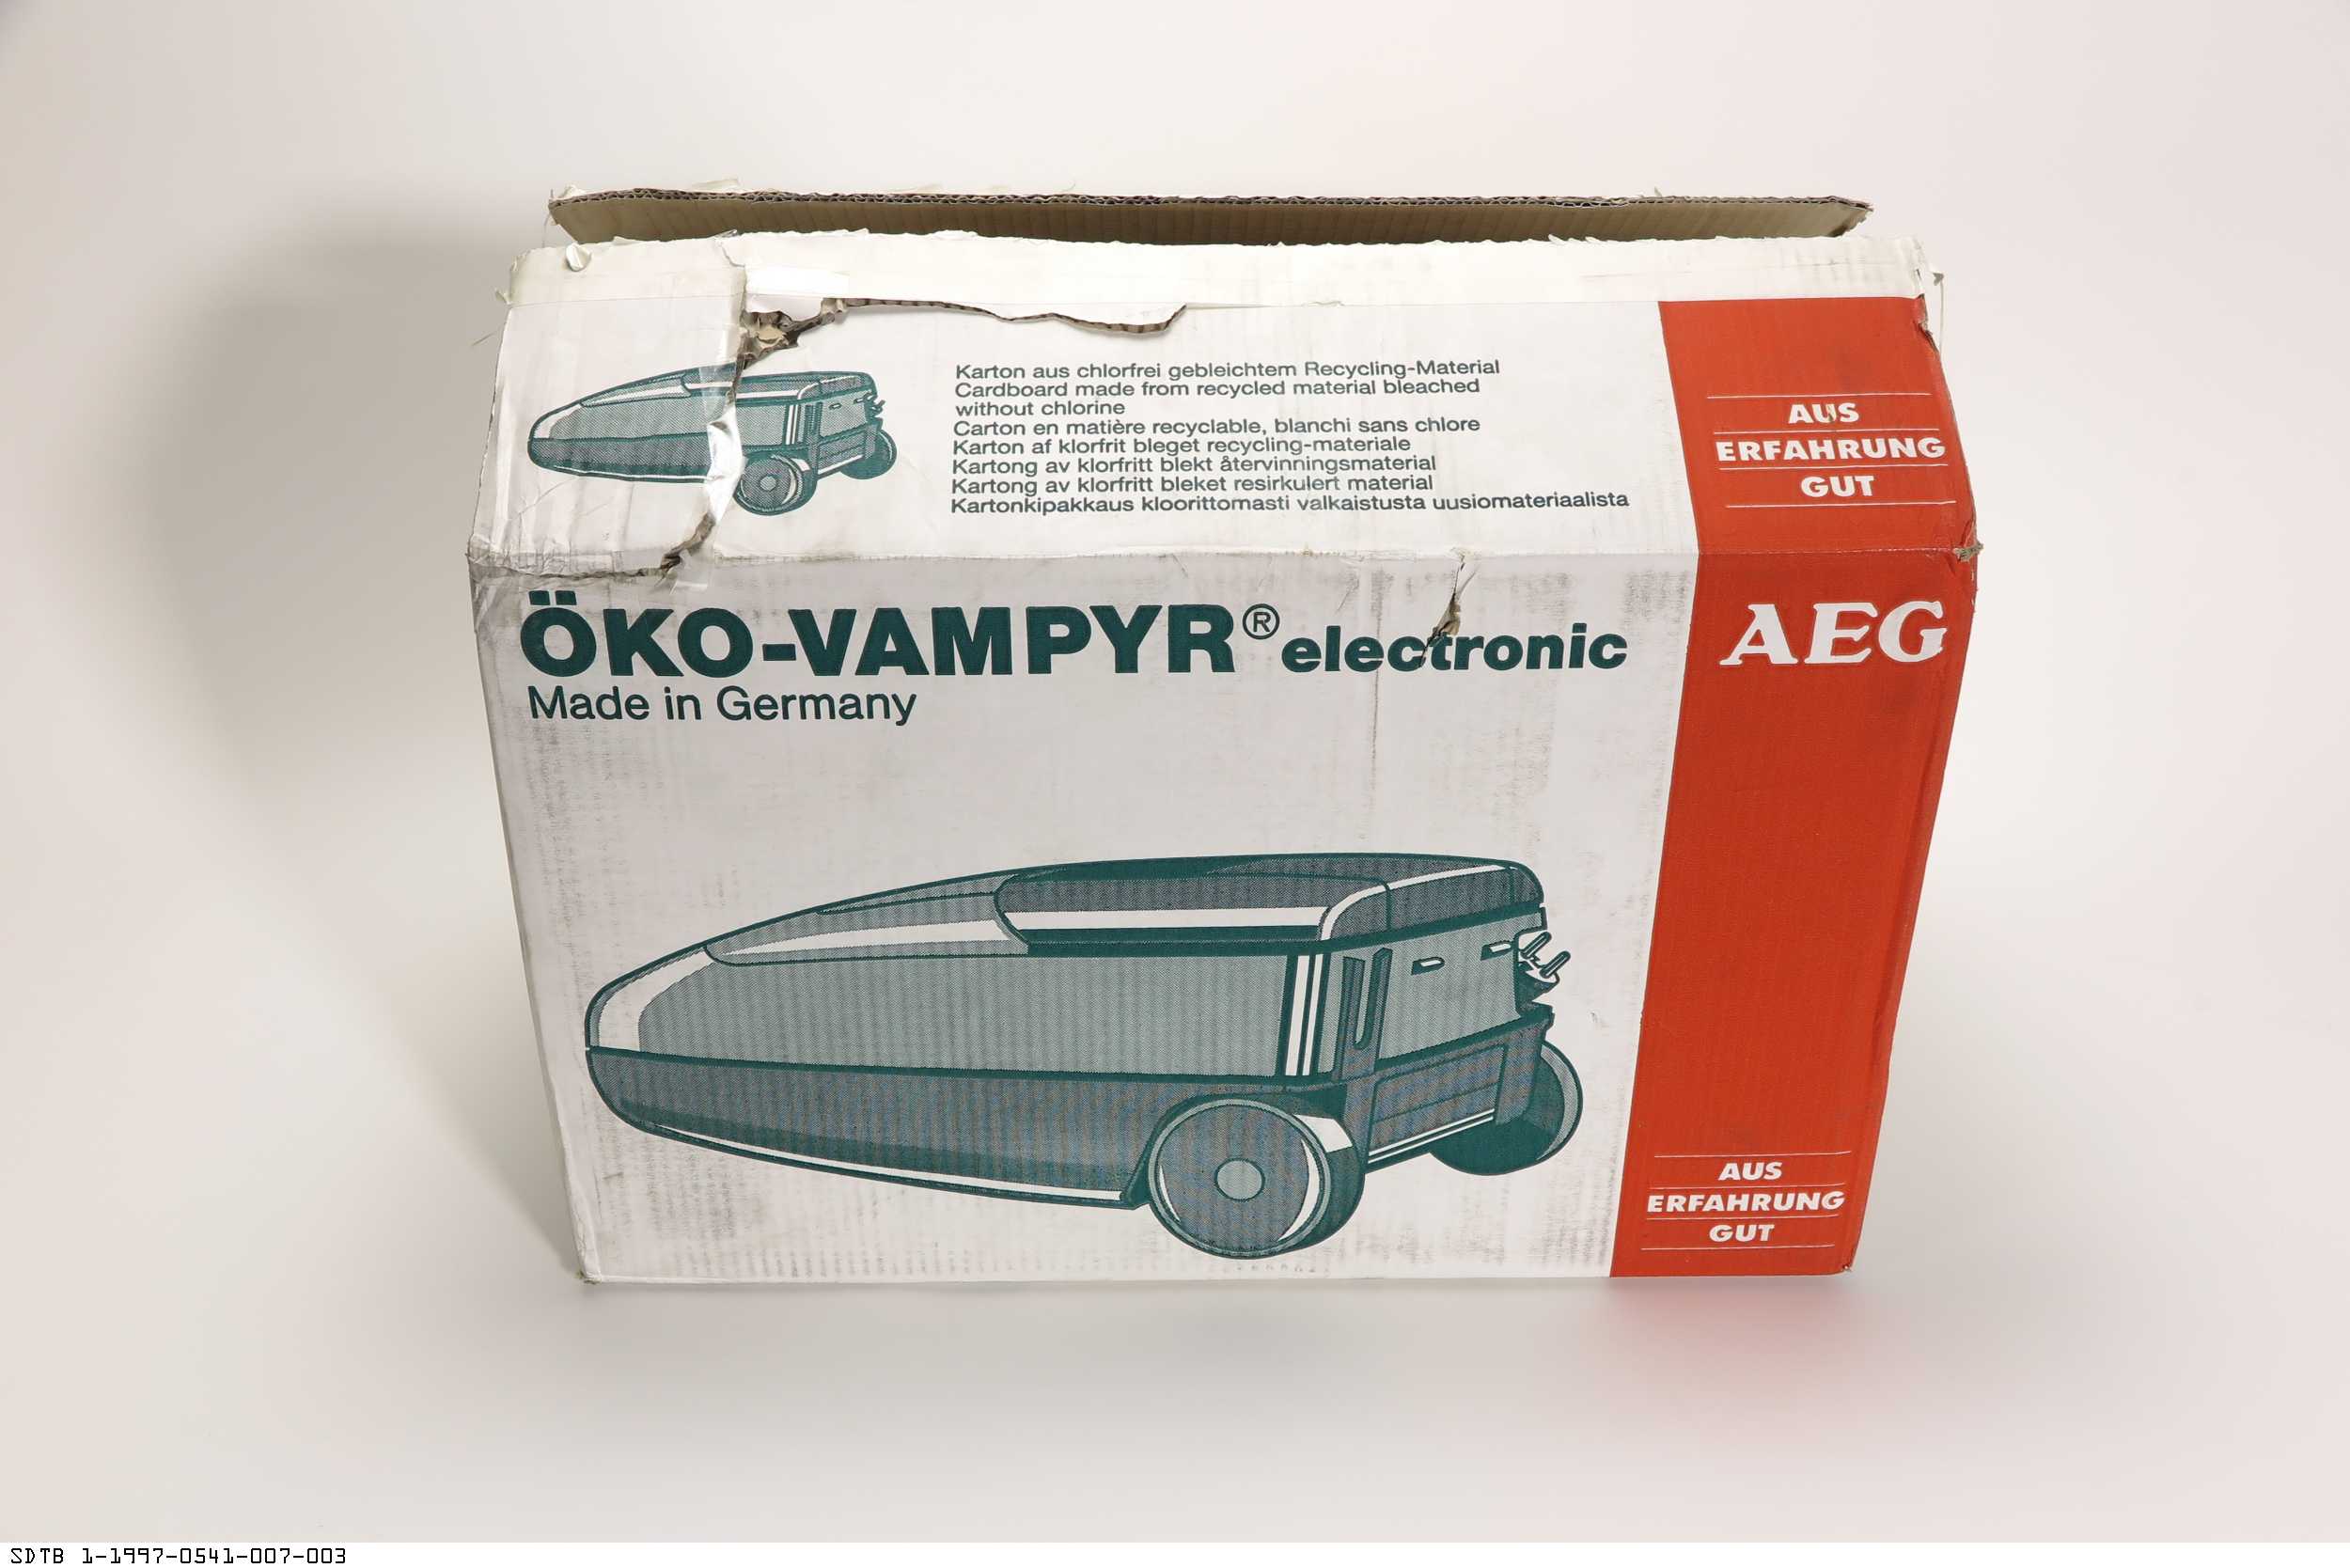 Karton aus chlorfrei gebleichtem Recycling-Material
Cardboard made from recycled material bleached
without chlorine
Carton en matière recyclable, blanchi sans chlore
Karton af klorfrit bleget recycling-materiale
Kartong av klorfritt blekt återvinningsmaterial
Kartong av klorfritt bleket resirkulert material
Kartonkipakkaus kloorittomasti valkaistusta uusiomateriaalista
AUS
ERFAHRUNG
GUT
ÖKO-VAMPYR® electronic
Made in Germany
AEG
AUS
ERFAHRUNG
GUT
SDTB 1-1997-0541-007-003